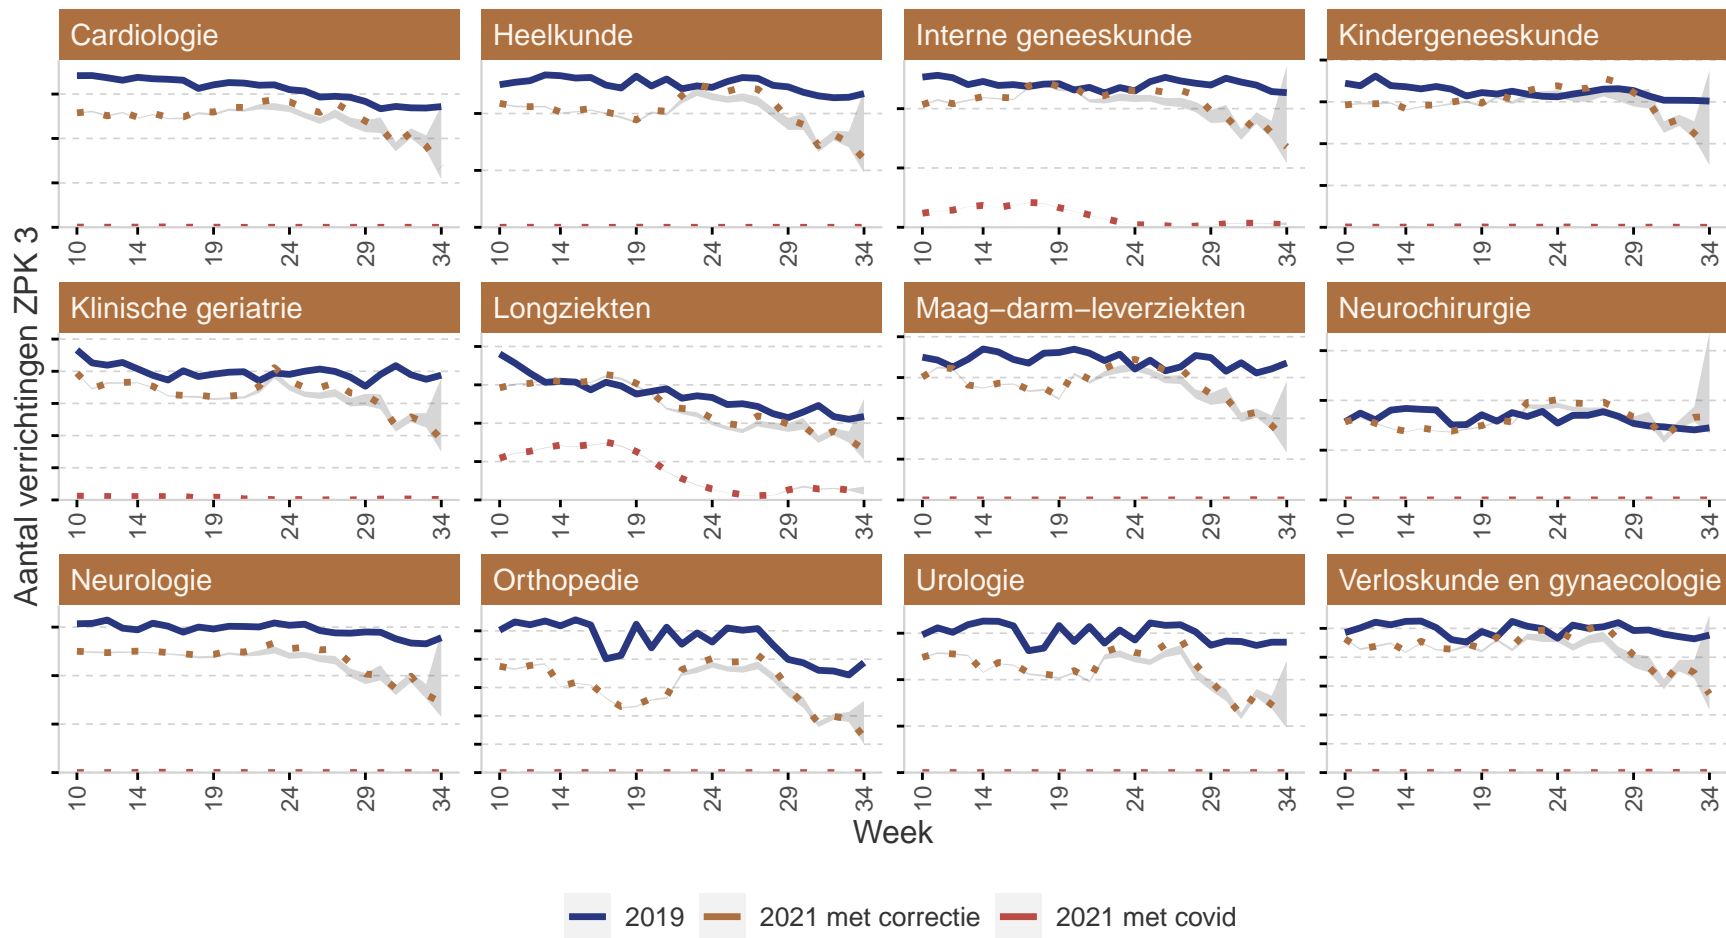 Cardiologie
Heelkunde
Interne geneeskunde
Kindergeneeskunde
10 14 19 24 29 34
10 14 19 24 29 34
10 14 19 24 29 34
10 14 19 24 29 34
Aantal verrichtingen ZPK 3
Klinische geriatrie
Longziekten
Maag−darm−leverziekten
Neurochirurgie
10 14 19 24 29 34
10 14 19 24 29 34
10 14 19 24 29 34
10 14 19 24 29 34
Neurologie
Orthopedie
Urologie
Verloskunde en gynaecologie
10 14 19 24 29 34
10 14 19 24 29 34
10 14 19 24 29 34
10 14 19 24 29 34
Week
2019
2021 met correctie
2021 met covid